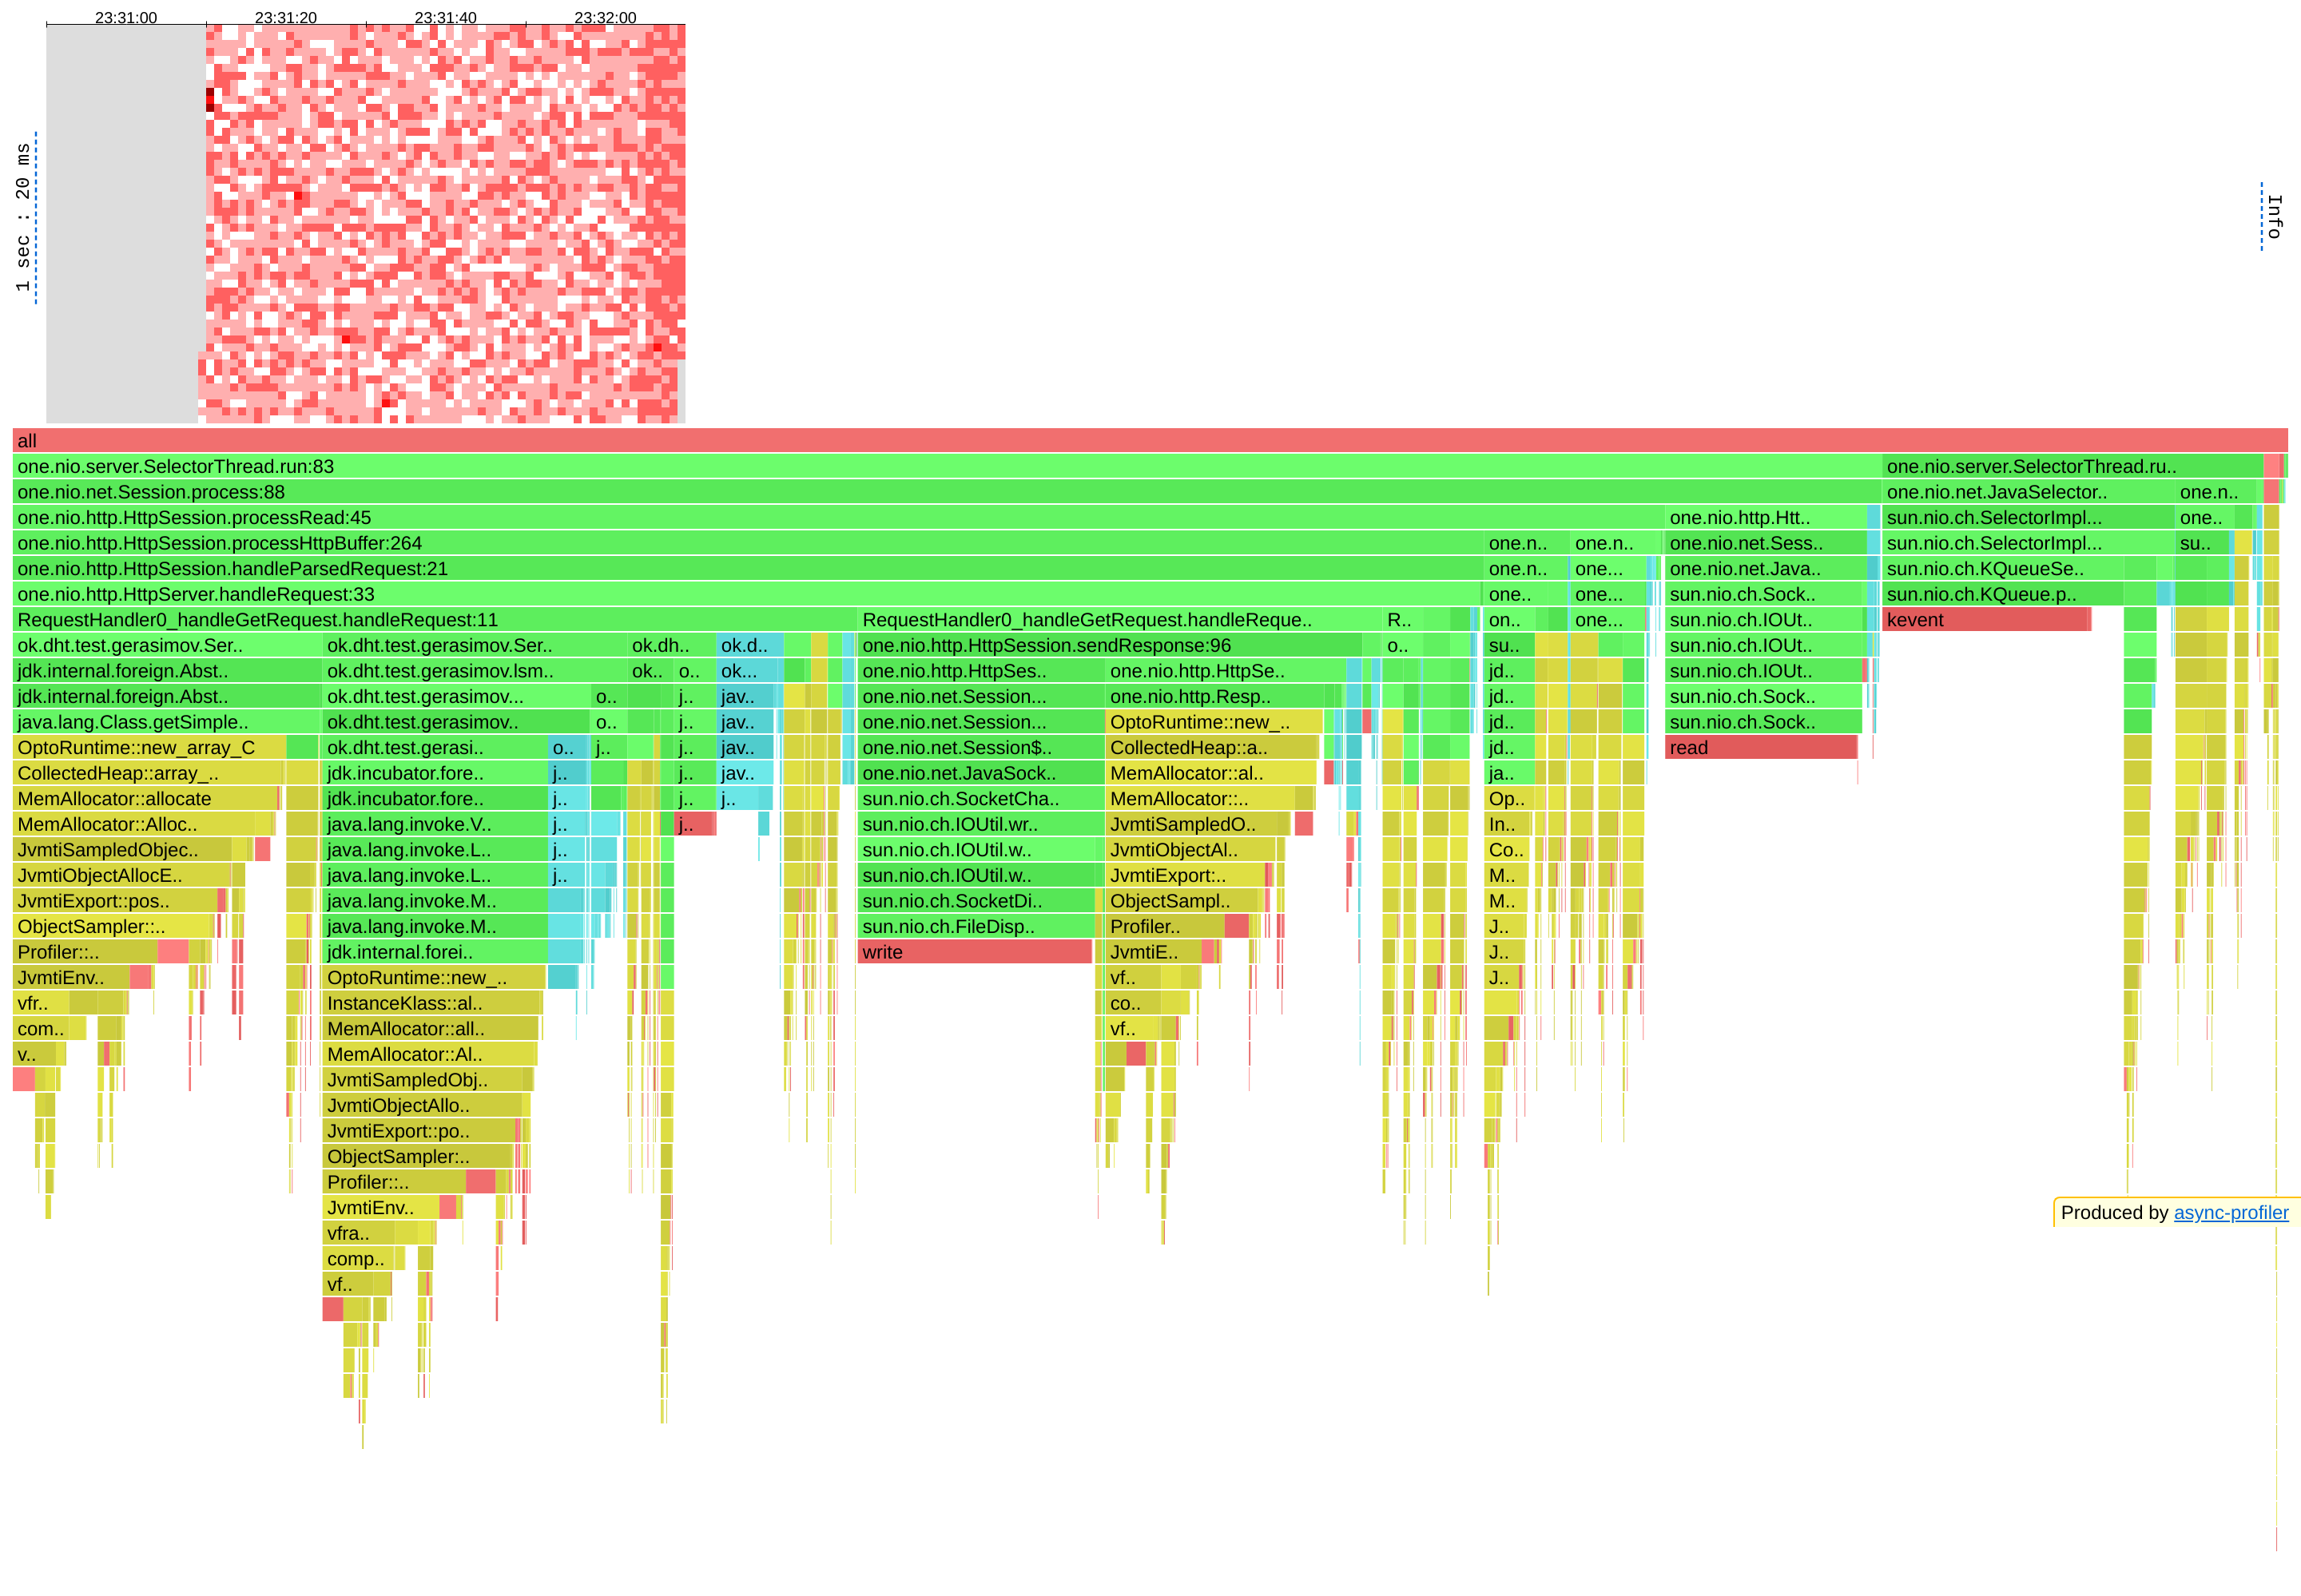 23:31:00 23:31:20 23:31:40 23:32:00
1 sec : 20 ms
Info
all
one.nio.server.SelectorThread.run:83 one.nio.server.SelectorThread.ru..
one.nio.net.Session.process:88 one.nio.net.JavaSelector.. one.n..
one.nio.http.HttpSession.processRead:45 one.nio.http.Htt.. sun.nio.ch.SelectorImpl... one..
one.nio.http.HttpSession.processHttpBuffer:264 one.n.. one.n.. one.nio.net.Sess.. sun.nio.ch.SelectorImpl... su..
one.nio.http.HttpSession.handleParsedRequest:21 one.n.. one... one.nio.net.Java.. sun.nio.ch.KQueueSe..
one.nio.http.HttpServer.handleRequest:33 one.. one... sun.nio.ch.Sock.. sun.nio.ch.KQueue.p..
RequestHandler0_handleGetRequest.handleRequest:11 RequestHandler0_handleGetRequest.handleReque.. R.. on.. one... sun.nio.ch.IOUt.. kevent
ok.dht.test.gerasimov.Ser.. ok.dht.test.gerasimov.Ser.. ok.dh.. ok.d.. one.nio.http.HttpSession.sendResponse:96 o.. su.. sun.nio.ch.IOUt..
jdk.internal.foreign.Abst.. ok.dht.test.gerasimov.lsm.. ok.. o.. ok... one.nio.http.HttpSes.. one.nio.http.HttpSe.. jd.. sun.nio.ch.IOUt..
jdk.internal.foreign.Abst.. ok.dht.test.gerasimov... o.. j.. jav.. one.nio.net.Session... one.nio.http.Resp.. jd.. sun.nio.ch.Sock..
java.lang.Class.getSimple.. ok.dht.test.gerasimov.. o.. j.. jav.. one.nio.net.Session... OptoRuntime::new_.. jd.. sun.nio.ch.Sock..
OptoRuntime::new_array_C ok.dht.test.gerasi.. o.. j.. j.. jav.. one.nio.net.Session$.. CollectedHeap::a.. jd.. read
CollectedHeap::array_.. jdk.incubator.fore.. j.. j.. jav.. one.nio.net.JavaSock.. MemAllocator::al.. ja..
MemAllocator::allocate jdk.incubator.fore.. j.. j.. j.. sun.nio.ch.SocketCha.. MemAllocator::.. Op..
MemAllocator::Alloc.. java.lang.invoke.V.. j.. j.. sun.nio.ch.IOUtil.wr.. JvmtiSampledO.. In..
JvmtiSampledObjec.. java.lang.invoke.L.. j.. sun.nio.ch.IOUtil.w.. JvmtiObjectAl.. Co..
JvmtiObjectAllocE.. java.lang.invoke.L.. j.. sun.nio.ch.IOUtil.w.. JvmtiExport:.. M..
JvmtiExport::pos.. java.lang.invoke.M.. sun.nio.ch.SocketDi.. ObjectSampl.. M..
ObjectSampler::.. java.lang.invoke.M.. sun.nio.ch.FileDisp.. Profiler.. J..
Profiler::.. jdk.internal.forei.. write JvmtiE.. J..
JvmtiEnv.. OptoRuntime::new_.. vf.. J..
vfr.. InstanceKlass::al.. co..
com.. MemAllocator::all.. vf..
v.. MemAllocator::Al..
JvmtiSampledObj..
JvmtiObjectAllo..
JvmtiExport::po..
ObjectSampler:..
Profiler::..
JvmtiEnv..
vfra..
comp..
vf..
Produced by async-profiler